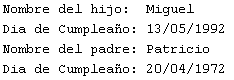 Nombre del hijo: Miguel
Dia de Cumpleaño: 13/05/1992
Nombre del padre: Patricio
Dia de Cumpleaño: 20/04/1972